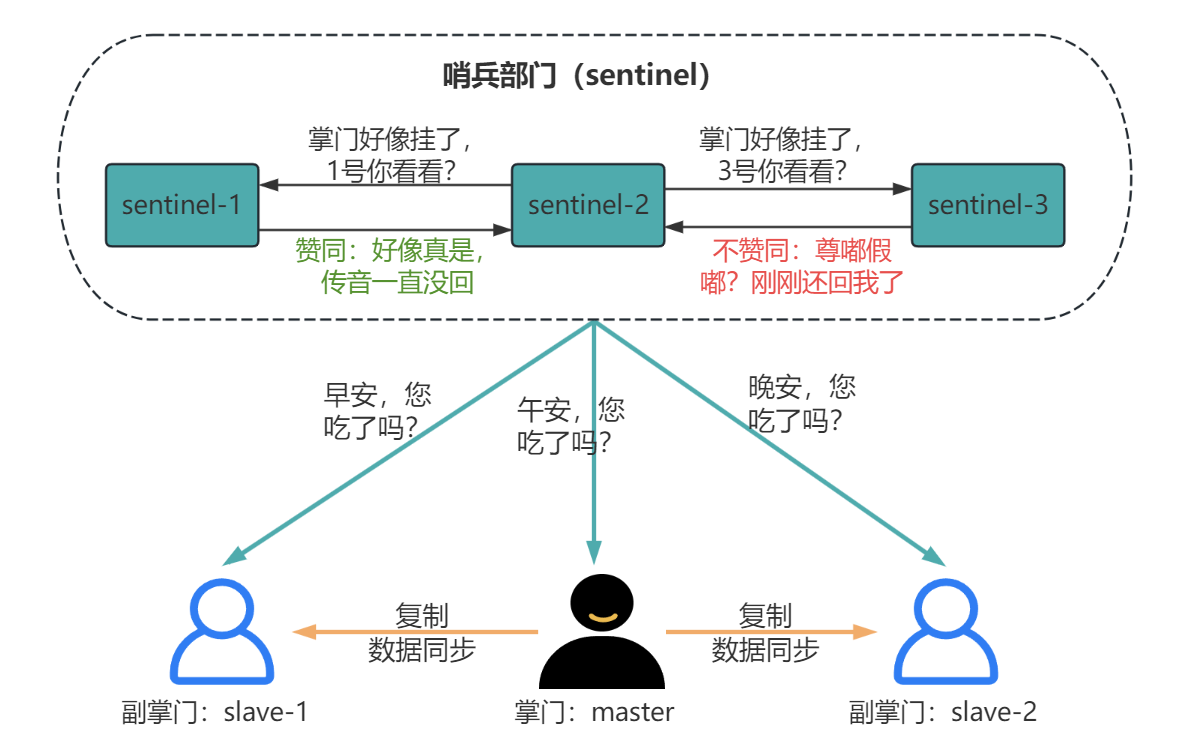 哨兵部门（sentinel）
掌门好像挂了，
1号你看看？
掌门好像挂了，
3号你看看？
sentinel-1
sentinel-2
sentinel-3
赞同：好像真是，
传音一直没回
不赞同：尊嘟假
嘟？刚刚还回我了
早安，您
吃了吗？
午安，您
吃了吗？
晚安，您
吃了吗？
复制
数据同步
复制
数据同步
副掌门：slave-1
掌门：master
副掌门：slave-2